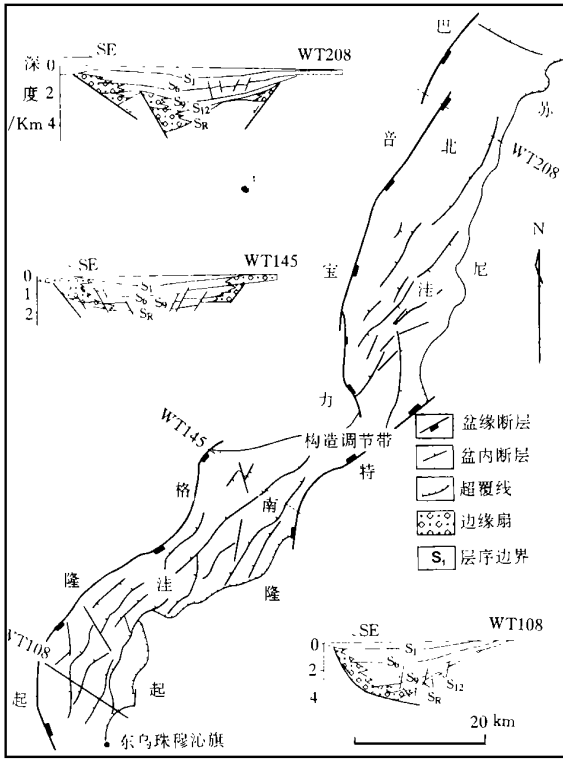 SE
WT208
深 0
度 2
/Km 4
S₁
S₆
S₉
S₁₂
S_R
巴
音
宝
力
格
隆
起
苏
尼
特
隆
起
北
洼
南
洼
WT208
N
SE
WT145
0
1
2
S₁
S₆
S₉
S_R
WT145
构造调节带
盆缘断层
盆内断层
超覆线
边缘扇
S₁ 层序边界
WT108
SE
WT108
0
2
4
S₁
S₆
S₉
S₁₂
S_R
东乌珠穆沁旗
20 km